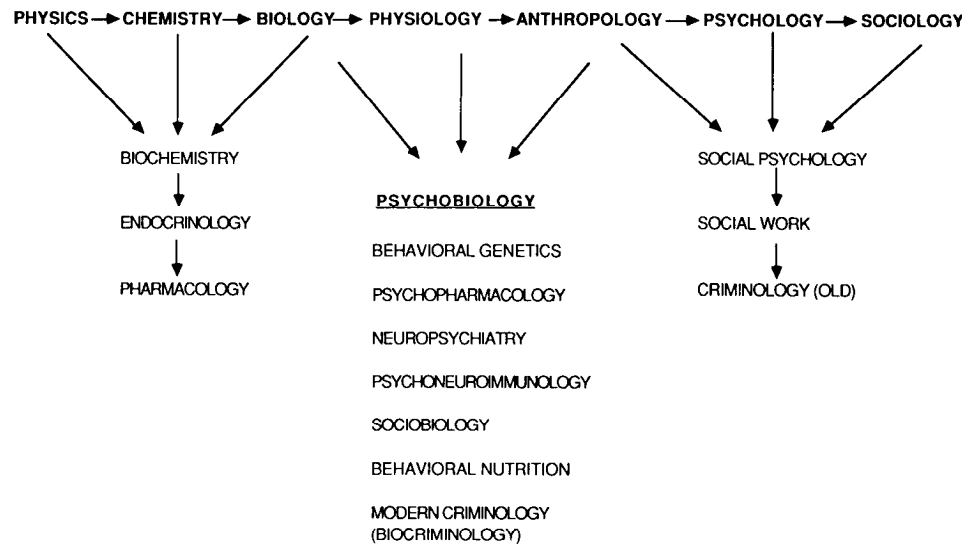 PHYSICS CHEMISTRY BIOLOGY PHYSIOLOGY ANTHROPOLOGY PSYCHOLOGY SOCIOLOGY
BIOCHEMISTRY
ENDOCRINOLOGY
PHARMACOLOGY
PSYCHOBIOLOGY
BEHAVIORAL GENETICS
PSYCHOPHARMACOLOGY
NEUROPSYCHIATRY
PSYCHONEUROIMMUNOLOGY
SOCIOBIOLOGY
BEHAVIORAL NUTRITION
MODERN CRIMINOLOGY
(BIOCRIMINOLOGY)
SOCIAL PSYCHOLOGY
SOCIAL WORK
CRIMINOLOGY (OLD)